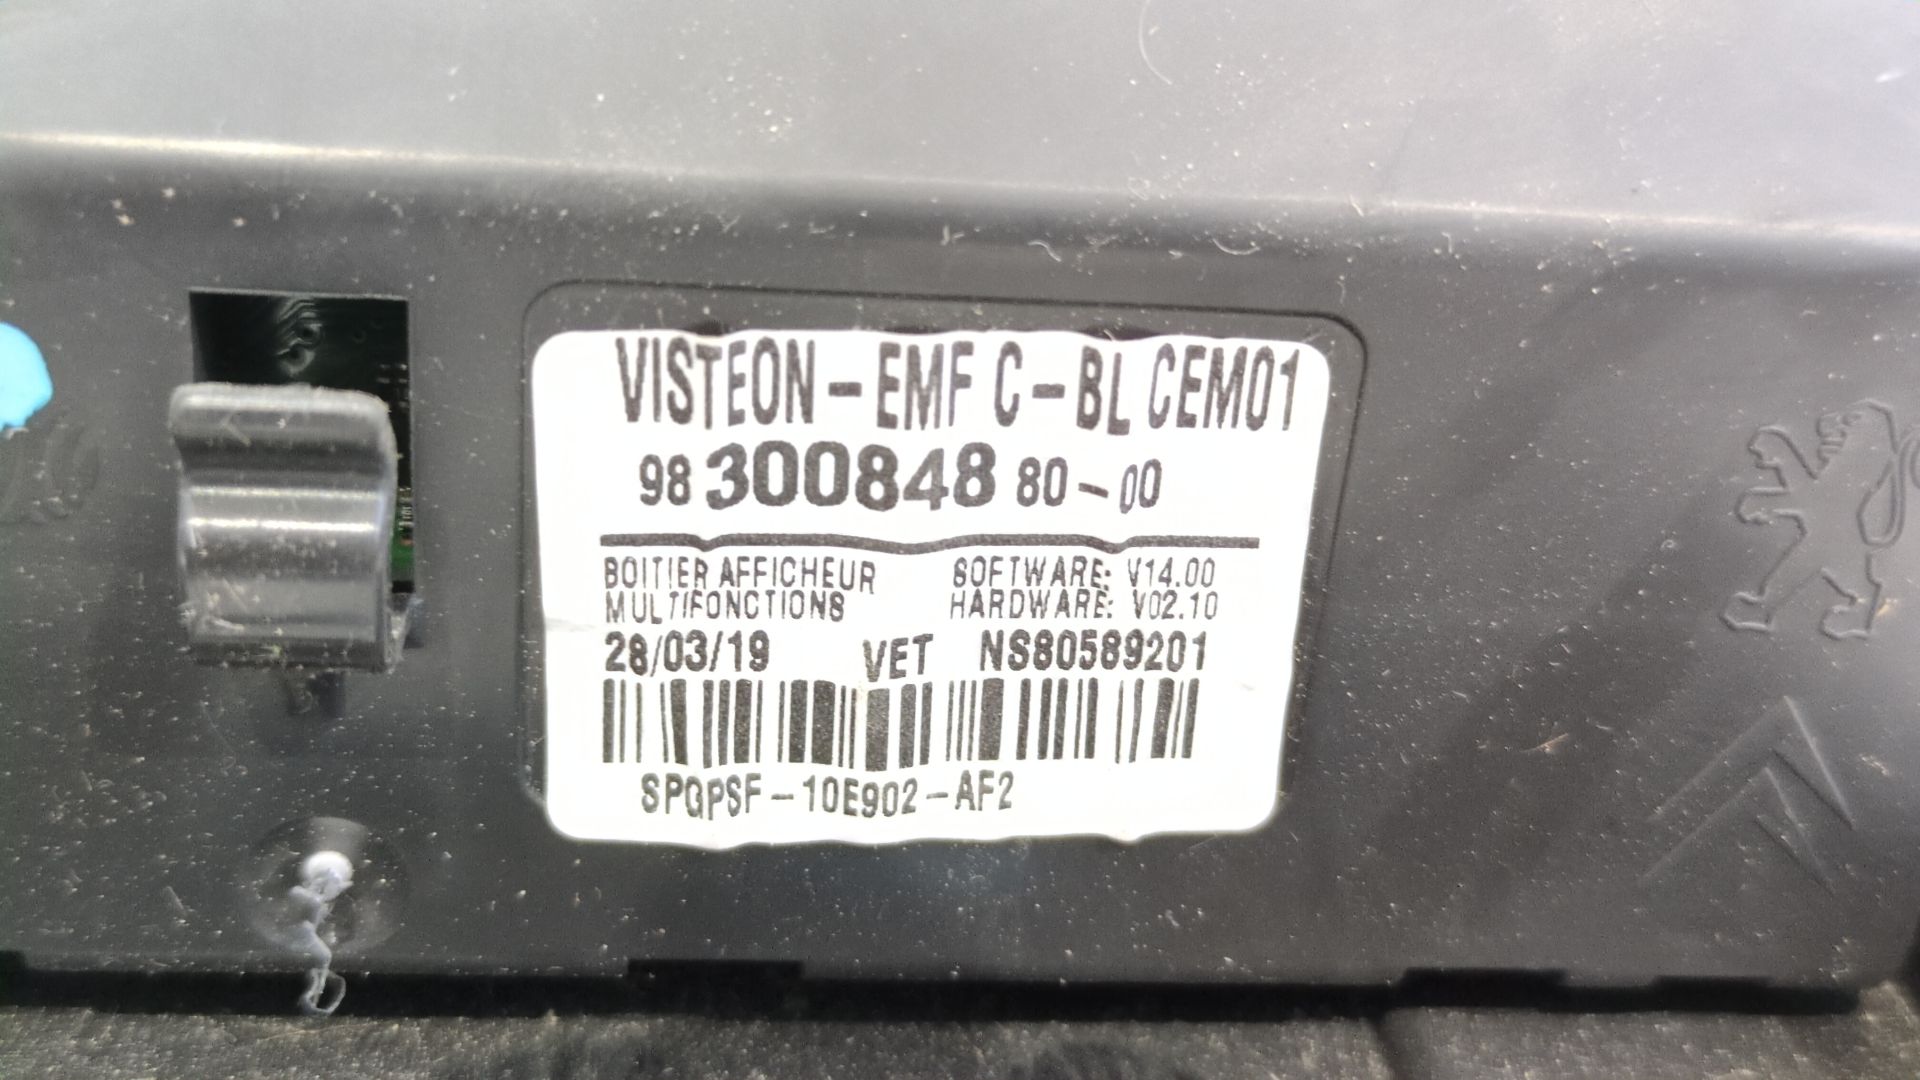 VISTEON-EMF C-BL CEM01
98 300848 80-00
BOITIER AFFICHEUR SOFTWARE: V14.00
MULTIFONCTIONS HARDWARE: V02.10
28/03/19 VET NS80589201
SPQPSF-10E902-AF2